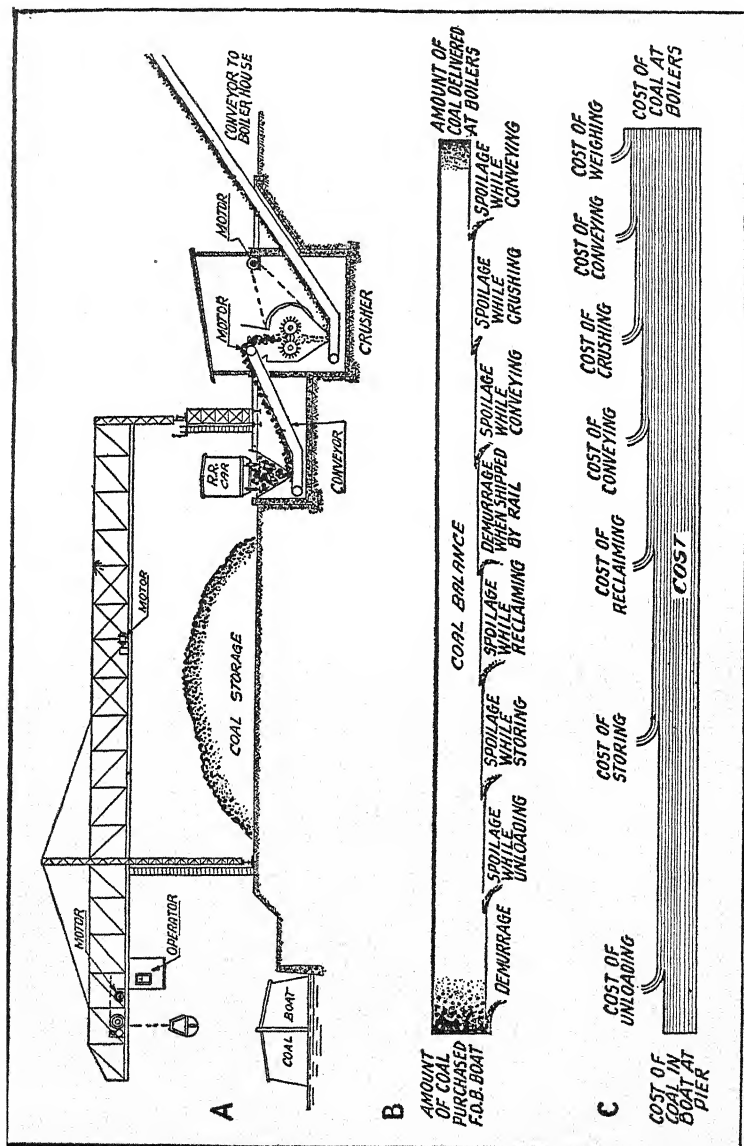 A
MOTOR
OPERATOR
COAL BOAT
COAL STORAGE
MOTOR
R.R.
CAR
CONVEYOR
MOTOR
MOTOR
CRUSHER
CONVEYOR TO
BOILER HOUSE
B
AMOUNT
OF COAL
PURCHASED
F.O.B. BOAT
DEMURRAGE
SPOILAGE
WHILE
UNLOADING
SPOILAGE
WHILE
STORING
SPOILAGE
WHILE
RECLAIMING
DEMURRAGE
WHEN SHIPPED
BY RAIL
SPOILAGE
WHILE
CONVEYING
SPOILAGE
WHILE
CRUSHING
SPOILAGE
WHILE
CONVEYING
COAL BALANCE
AMOUNT OF
COAL DELIVERED
AT BOILERS
C
COST OF
COAL IN
BOAT AT
PIER
COST OF
UNLOADING
COST OF
STORING
COST OF
RECLAIMING
COST OF
CONVEYING
COST OF
CRUSHING
COST OF
CONVEYING
COST OF
WEIGHING
COST
COST OF
COAL AT
BOILERS